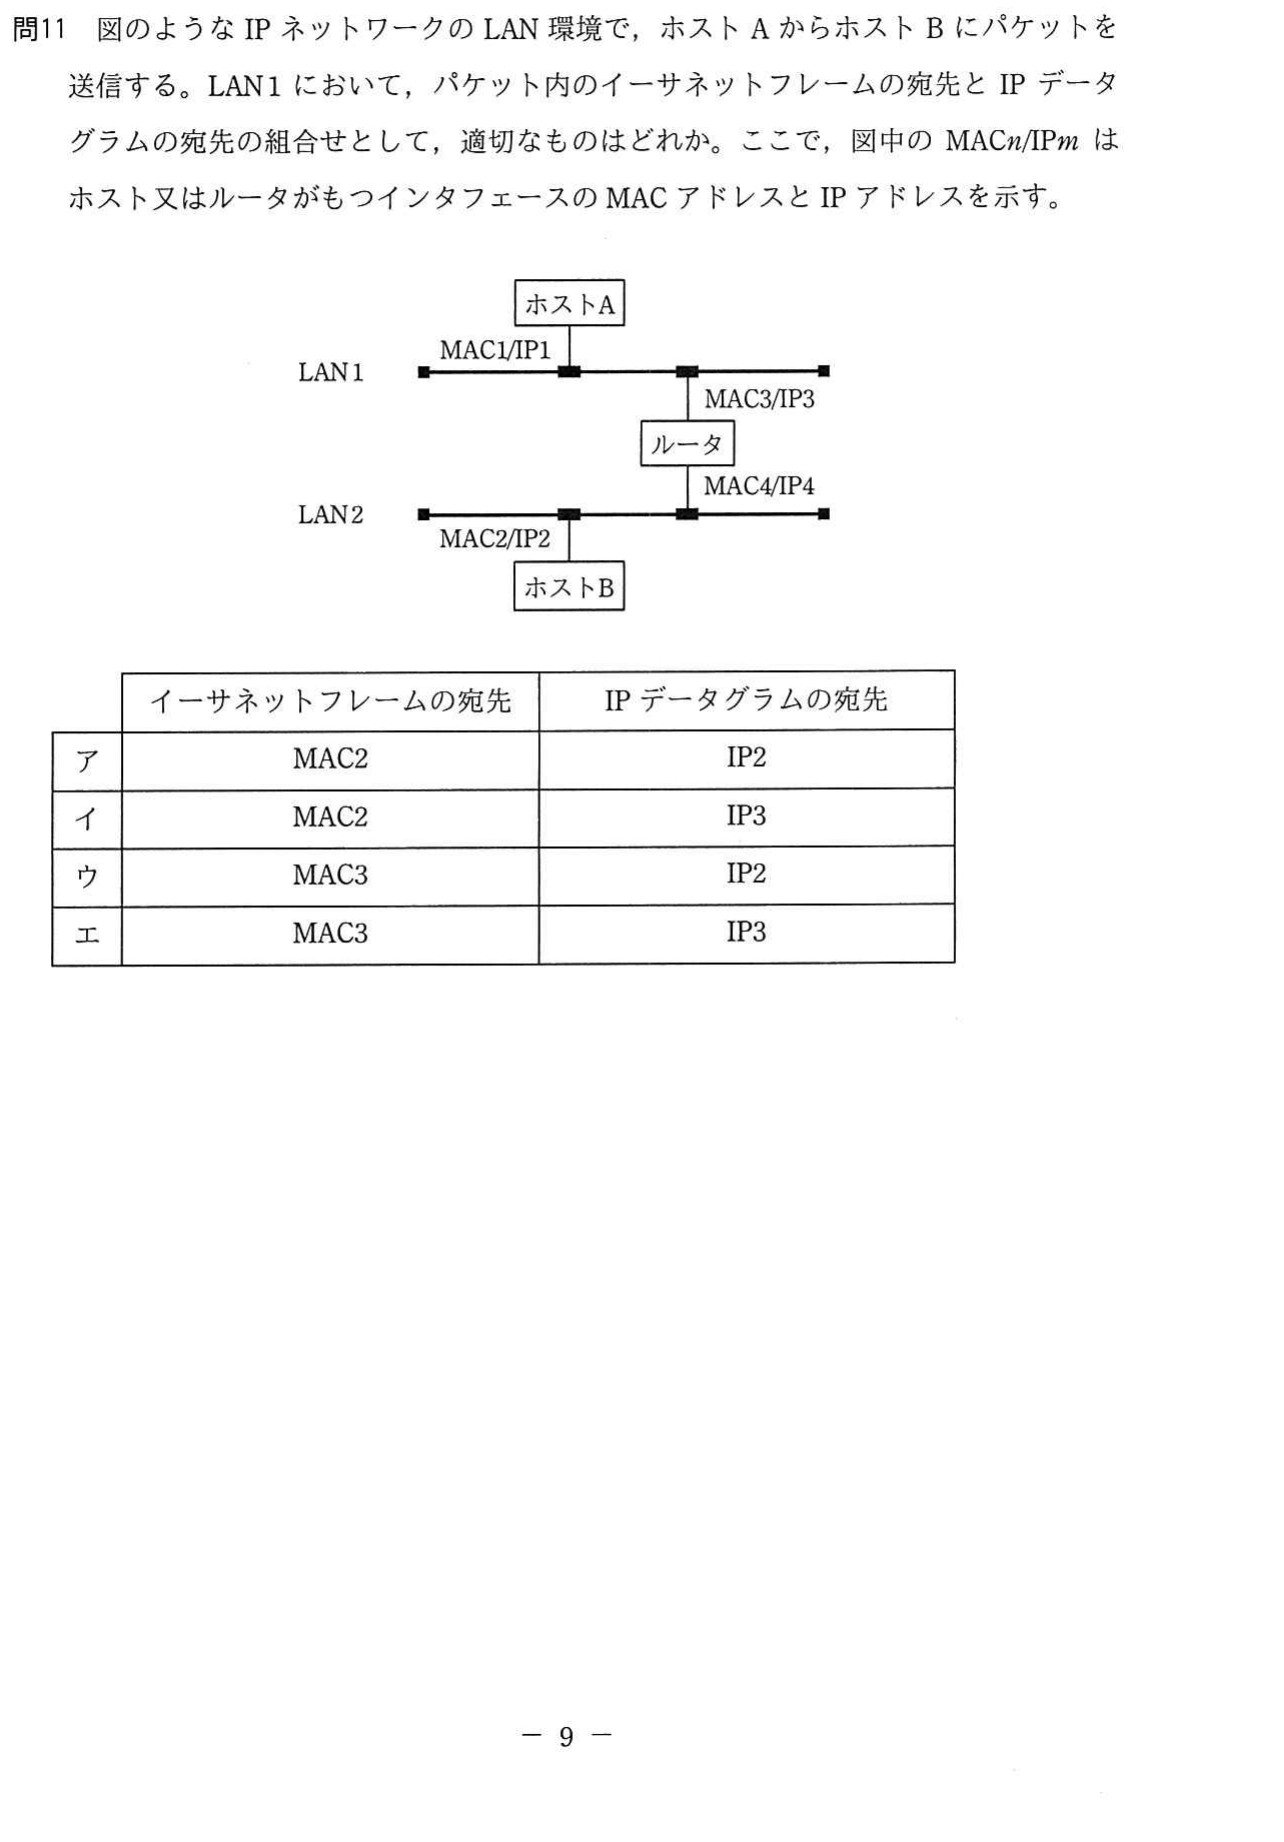 問11 図のような IP ネットワークの LAN 環境で，ホスト A からホスト B にパケットを
送信する。LAN1 において，パケット内のイーサネットフレームの宛先と IP データ
グラムの宛先の組合せとして，適切なものはどれか。ここで，図中の MACn/IPm は
ホスト又はルータがもつインタフェースの MAC アドレスと IP アドレスを示す。
ホストA
MAC1/IP1
LAN1
MAC3/IP3
ルータ
MAC4/IP4
LAN2
MAC2/IP2
ホストB
イーサネットフレームの宛先 IP データグラムの宛先
ア MAC2 IP2
イ MAC2 IP3
ウ MAC3 IP2
エ MAC3 IP3
－ 9 －